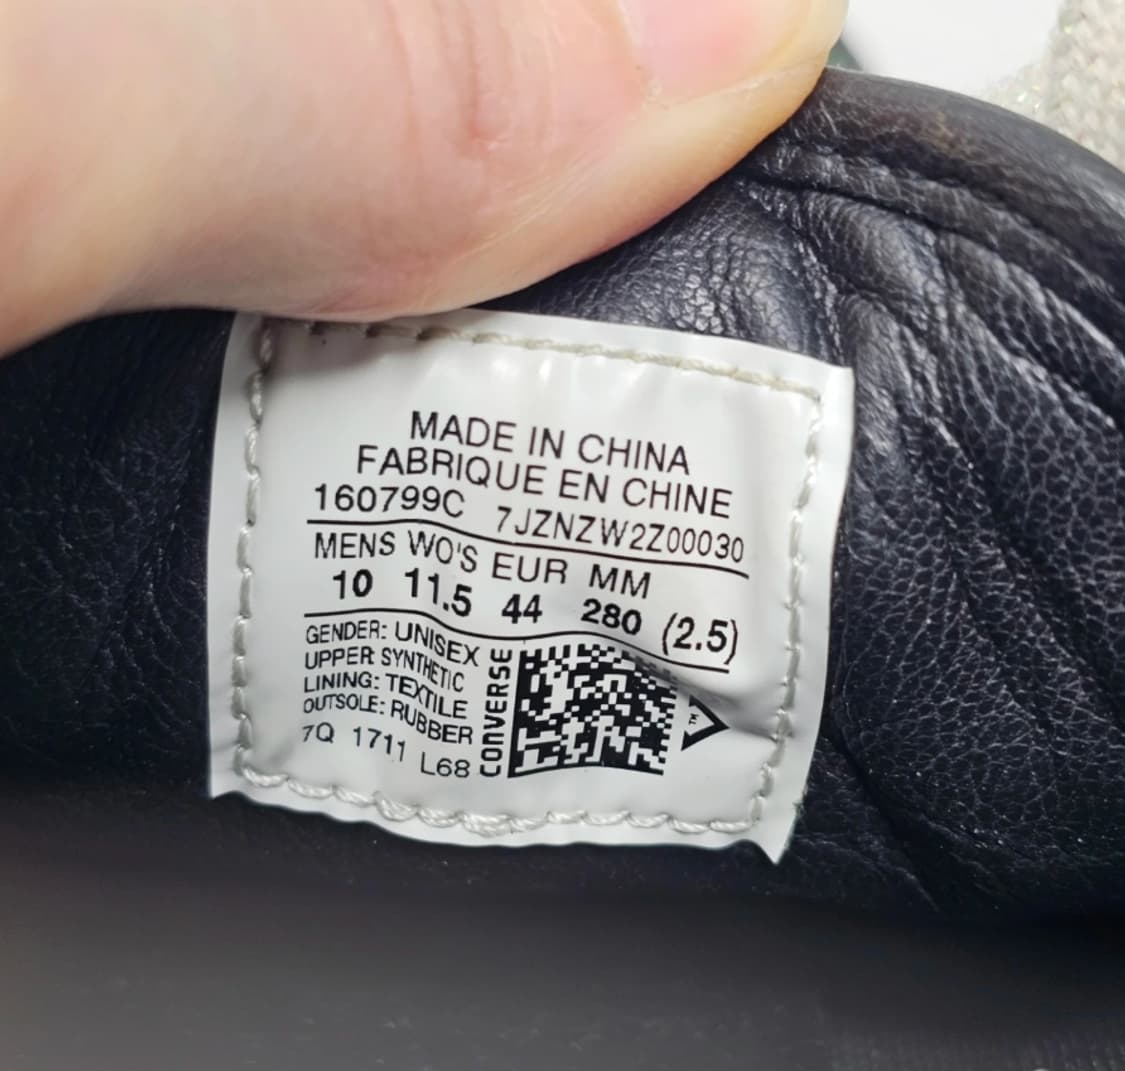 MADE IN CHINA
FABRIQUE EN CHINE
160799C 7JZNZW2Z00030
MENS WO'S EUR MM
10 11.5 44 280 (2.5)
GENDER: UNISEX
UPPER: SYNTHETIC
LINING: TEXTILE
OUTSOLE: RUBBER
7Q 1711 L68
CONVERSE
TM